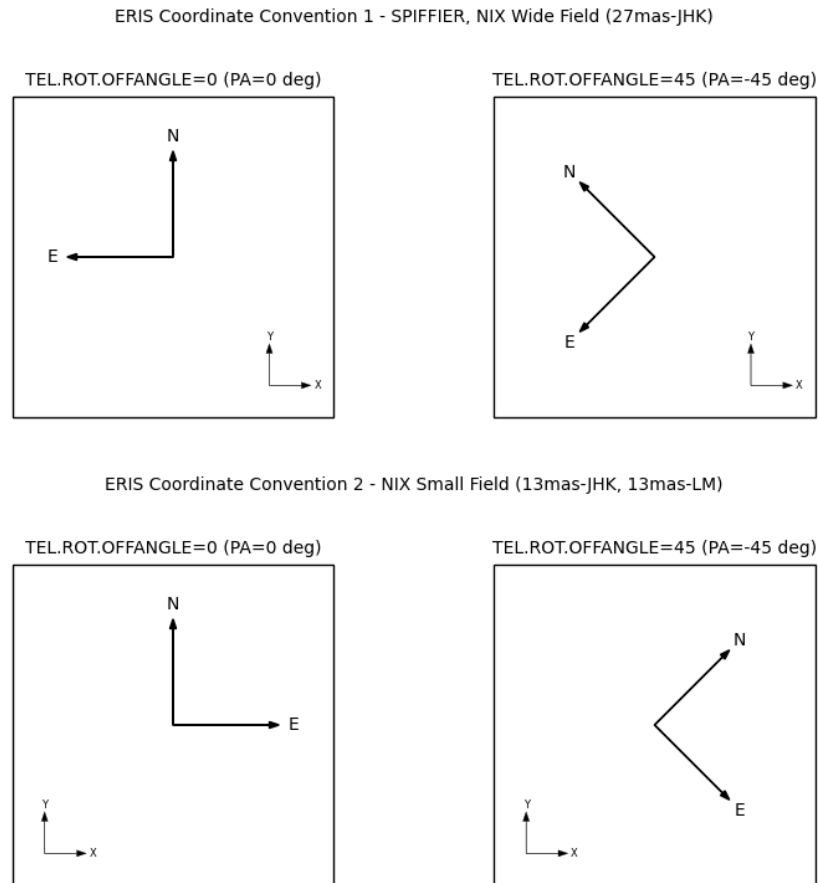 ERIS Coordinate Convention 1 - SPIFFIER, NIX Wide Field (27mas-JHK)
TEL.ROT.OFFANGLE=0 (PA=0 deg)
N
E
Y
X
TEL.ROT.OFFANGLE=45 (PA=-45 deg)
N
E
Y
X
ERIS Coordinate Convention 2 - NIX Small Field (13mas-JHK, 13mas-LM)
TEL.ROT.OFFANGLE=0 (PA=0 deg)
N
E
Y
X
TEL.ROT.OFFANGLE=45 (PA=-45 deg)
N
E
Y
X